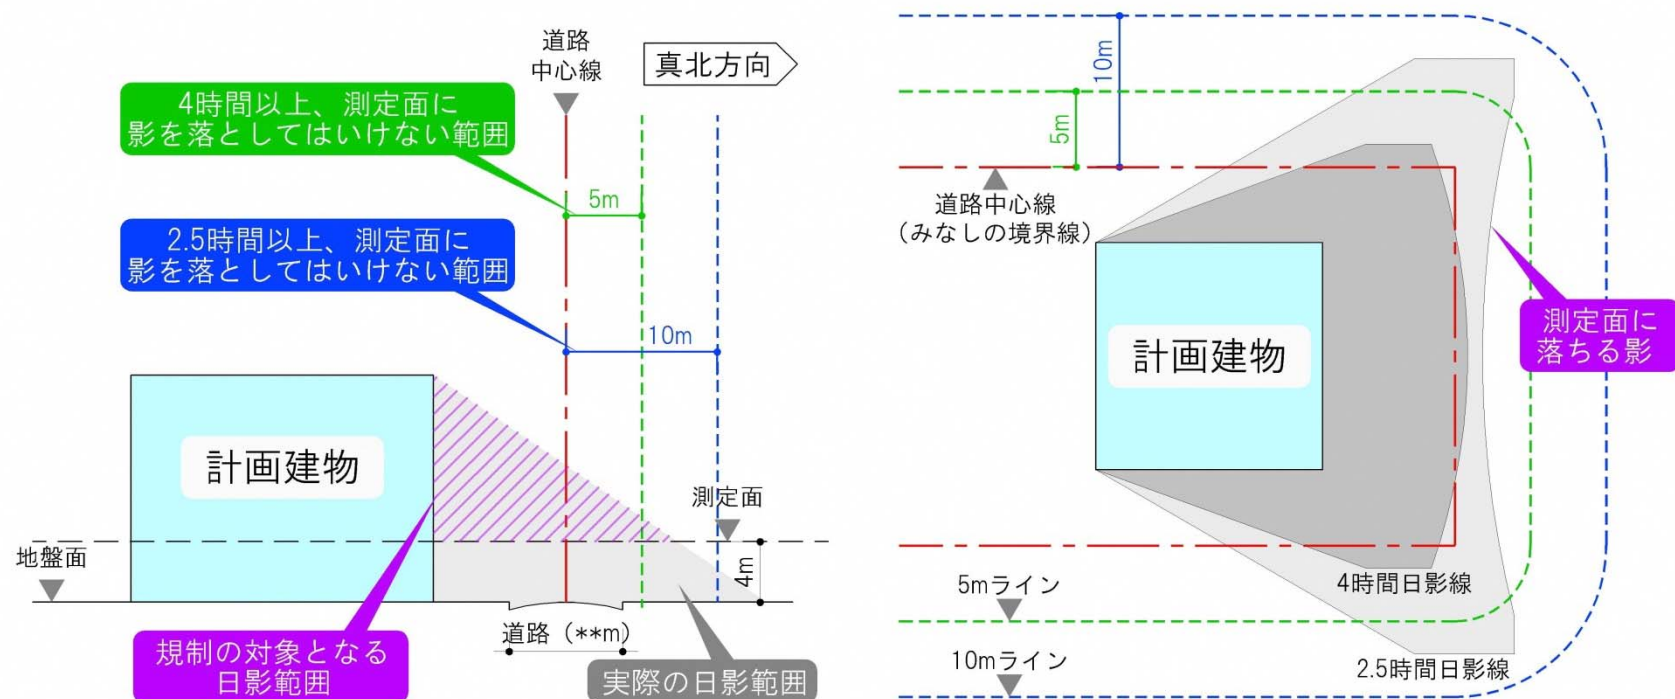 道路
中心線
真北方向
4時間以上、測定面に
影を落としてはいけない範囲
5m
2.5時間以上、測定面に
影を落としてはいけない範囲
10m
計画建物
測定面
地盤面
4m
道路（**m）
規制の対象となる
日影範囲
実際の日影範囲
10m
5m
道路中心線
（みなしの境界線）
計画建物
測定面に
落ちる影
4時間日影線
5mライン
2.5時間日影線
10mライン